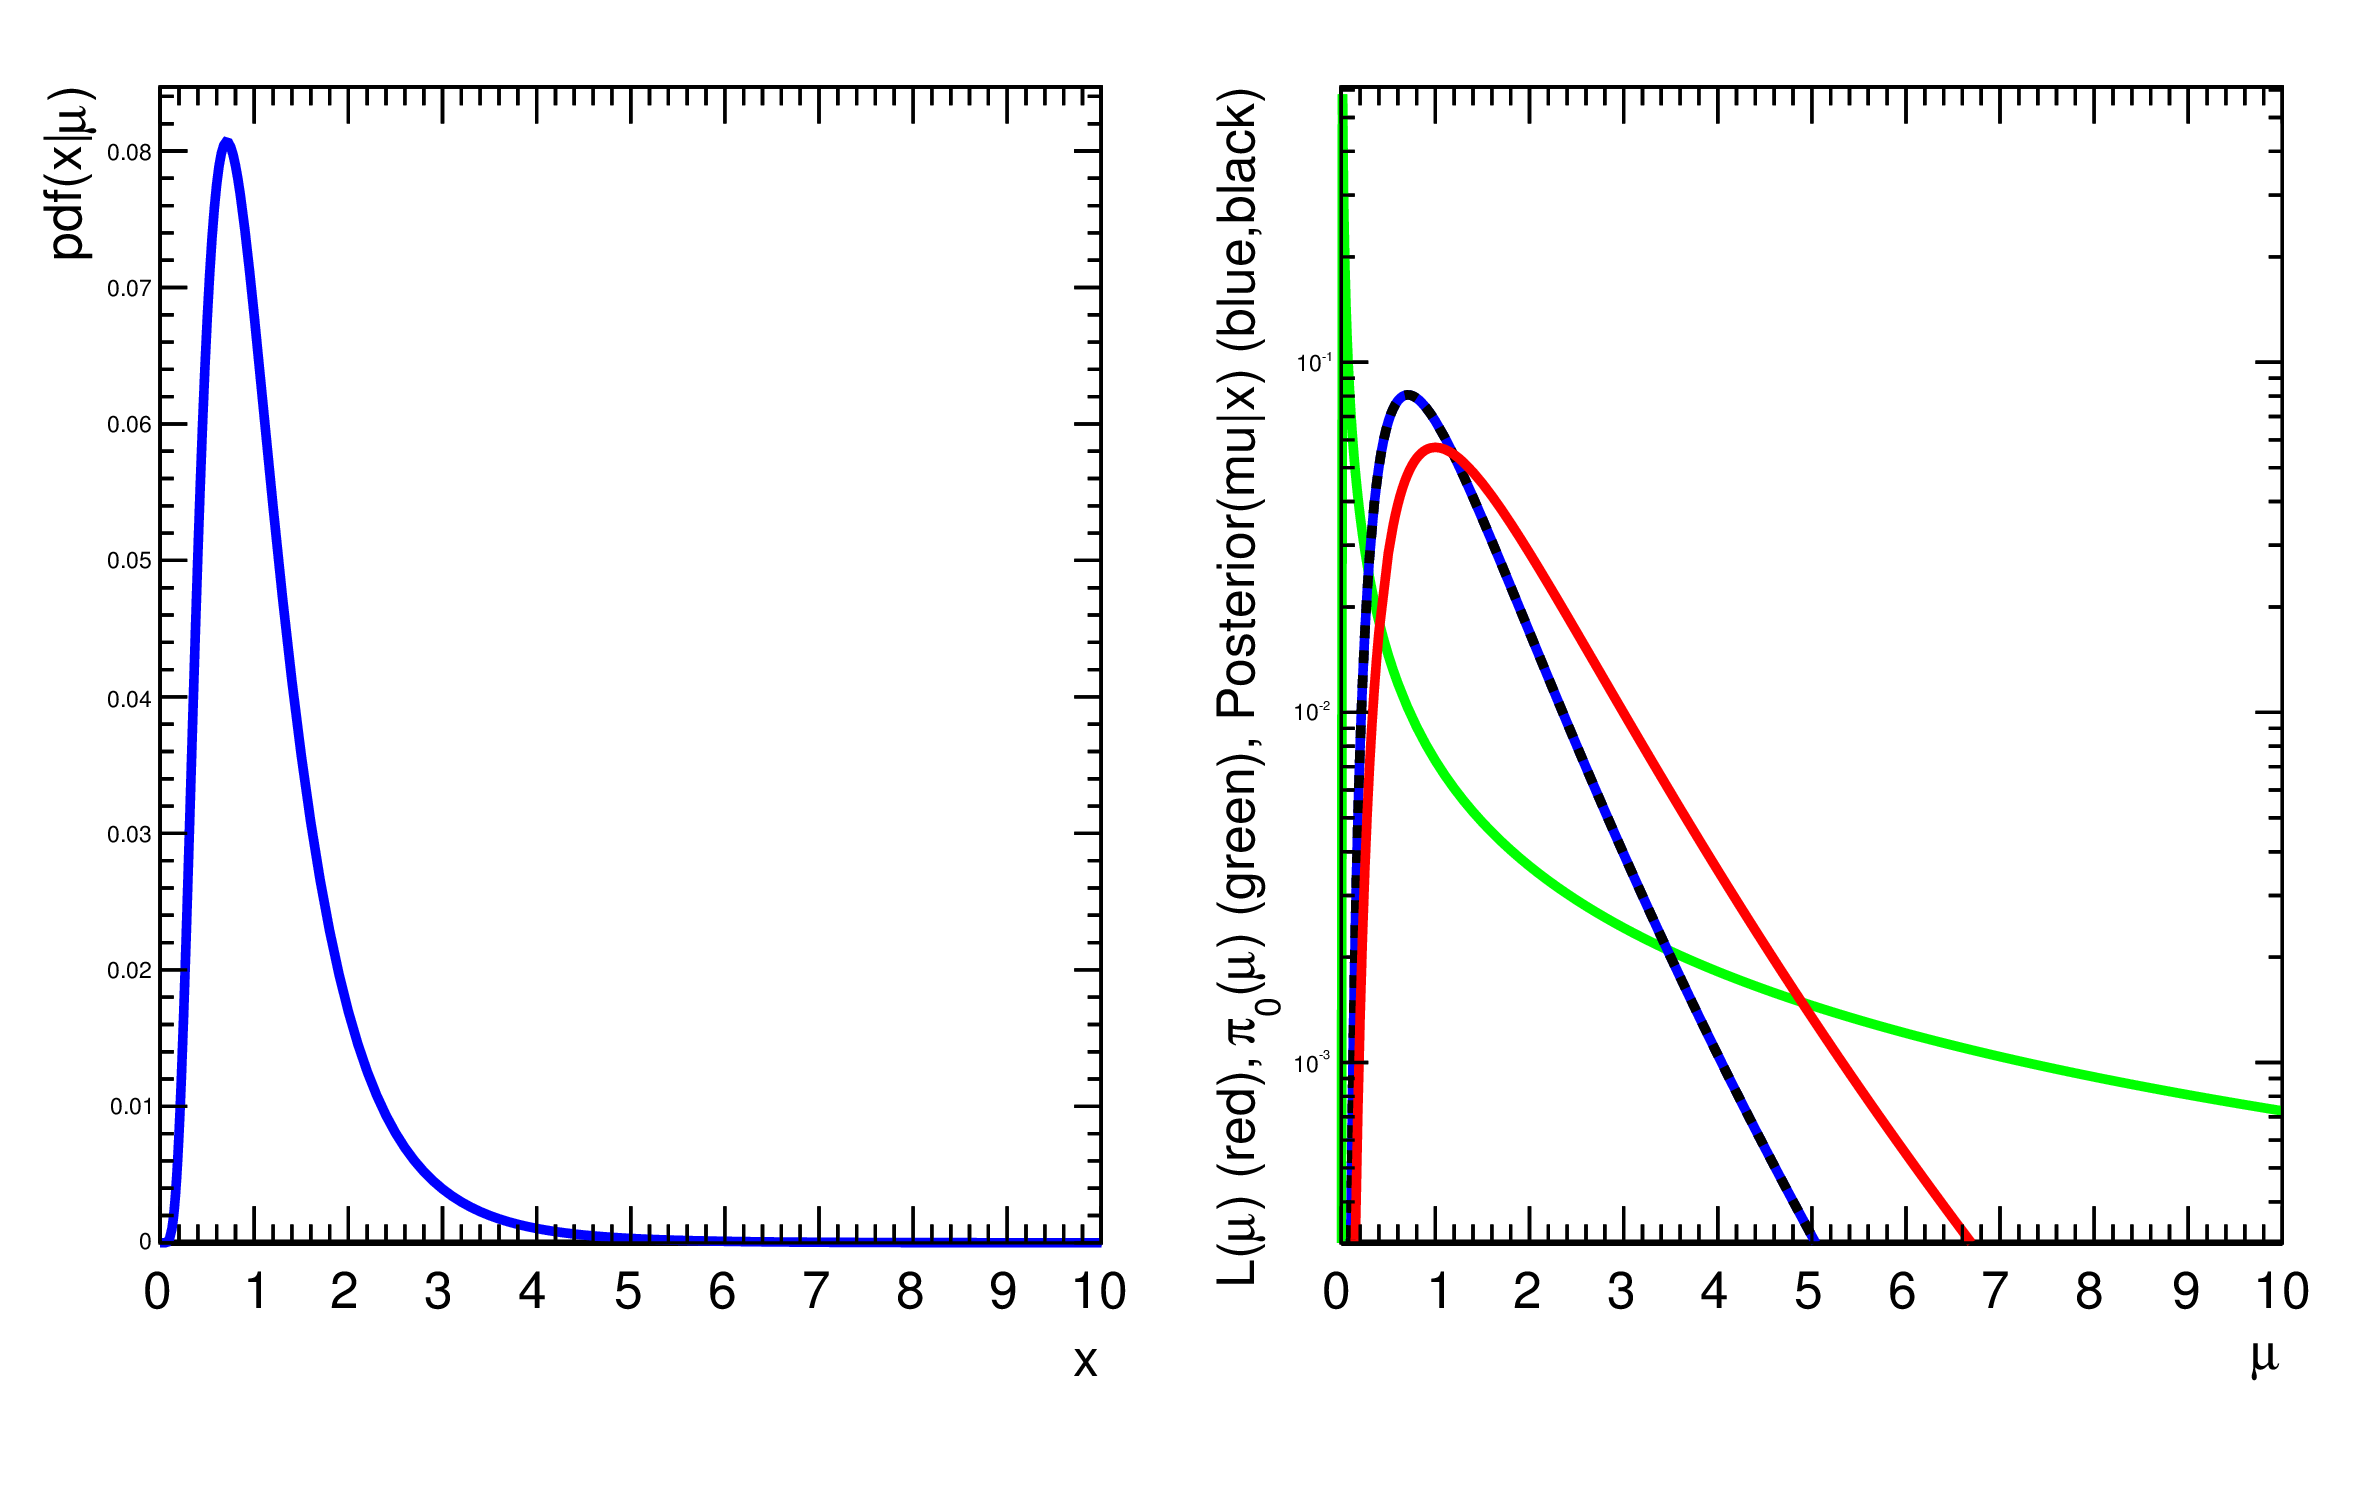 pdf(x|μ)
0.08
0.07
0.06
0.05
0.04
0.03
0.02
0.01
0
0 1 2 3 4 5 6 7 8 9 10
x
L(μ) (red), π₀(μ) (green), Posterior(mu|x) (blue,black)
10⁻¹
10⁻²
10⁻³
0 1 2 3 4 5 6 7 8 9 10
μ